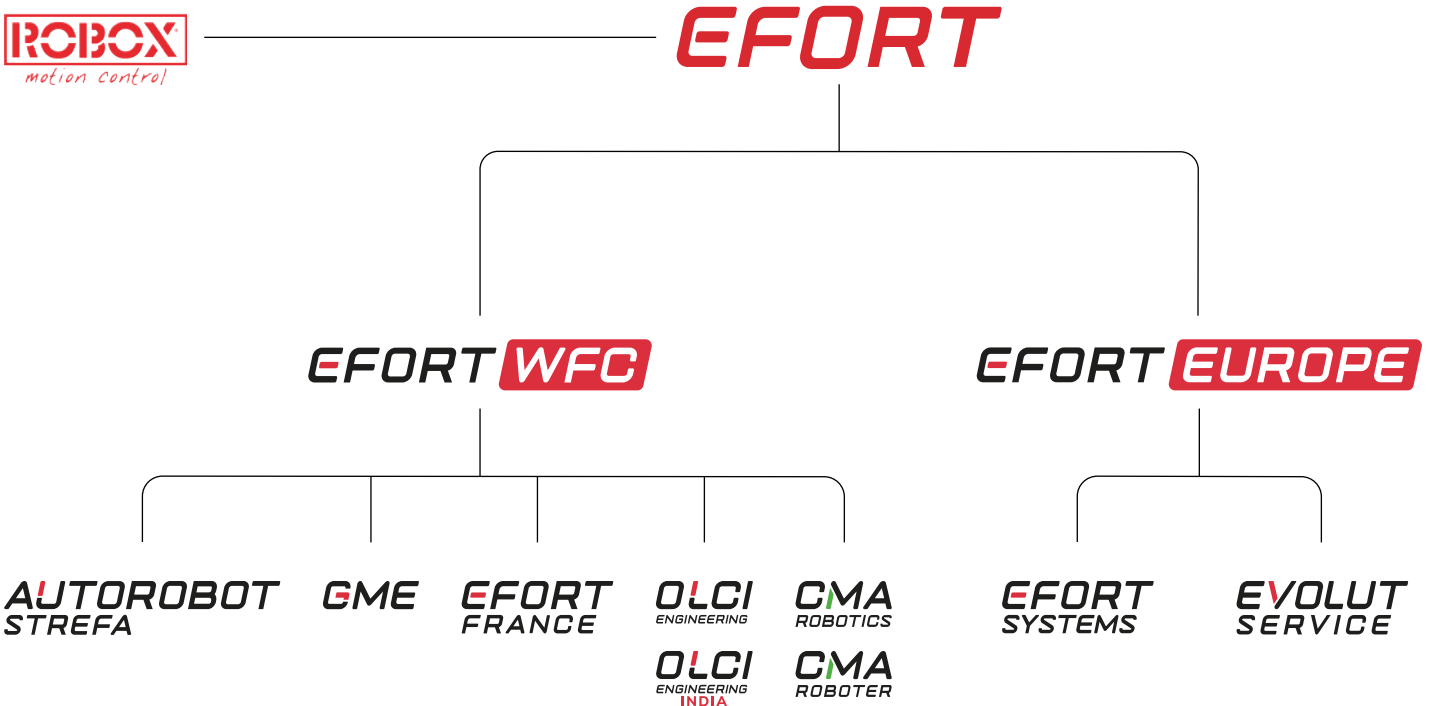 ROBOX
motion control
EFORT
EFORT WFC
EFORT EUROPE
AUTOROBOT
STREFA
GME
EFORT
FRANCE
OLCI
ENGINEERING
CMA
ROBOTICS
EFORT
SYSTEMS
EVOLUT
SERVICE
OLCI
ENGINEERING
INDIA
CMA
ROBOTER